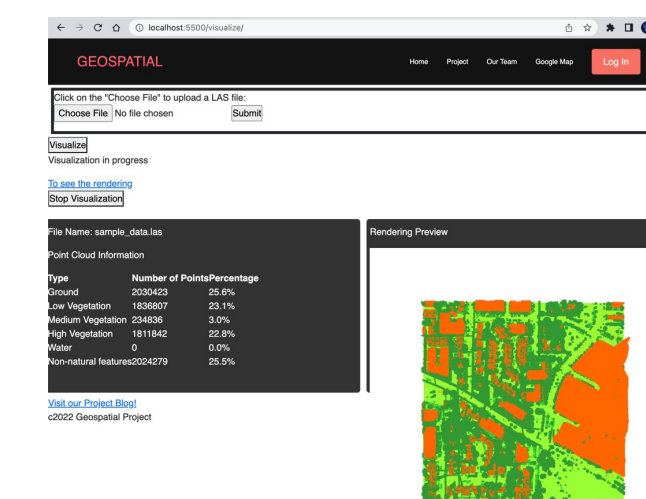 localhost:5500/visualize/
GEOSPATIAL
Home Project Our Team Google Map Log In
Click on the "Choose File" to upload a LAS file:
Choose File No file chosen Submit
Visualize
Visualization in progress
To see the rendering
Stop Visualization
File Name: sample_data.las
Point Cloud Information
Type Number of PointsPercentage
Ground 2030423 25.6%
Low Vegetation 1836807 23.1%
Medium Vegetation 234836 3.0%
High Vegetation 1811842 22.8%
Water 0 0.0%
Non-natural features2024279 25.5%
Rendering Preview
Visit our Project Blog!
c2022 Geospatial Project